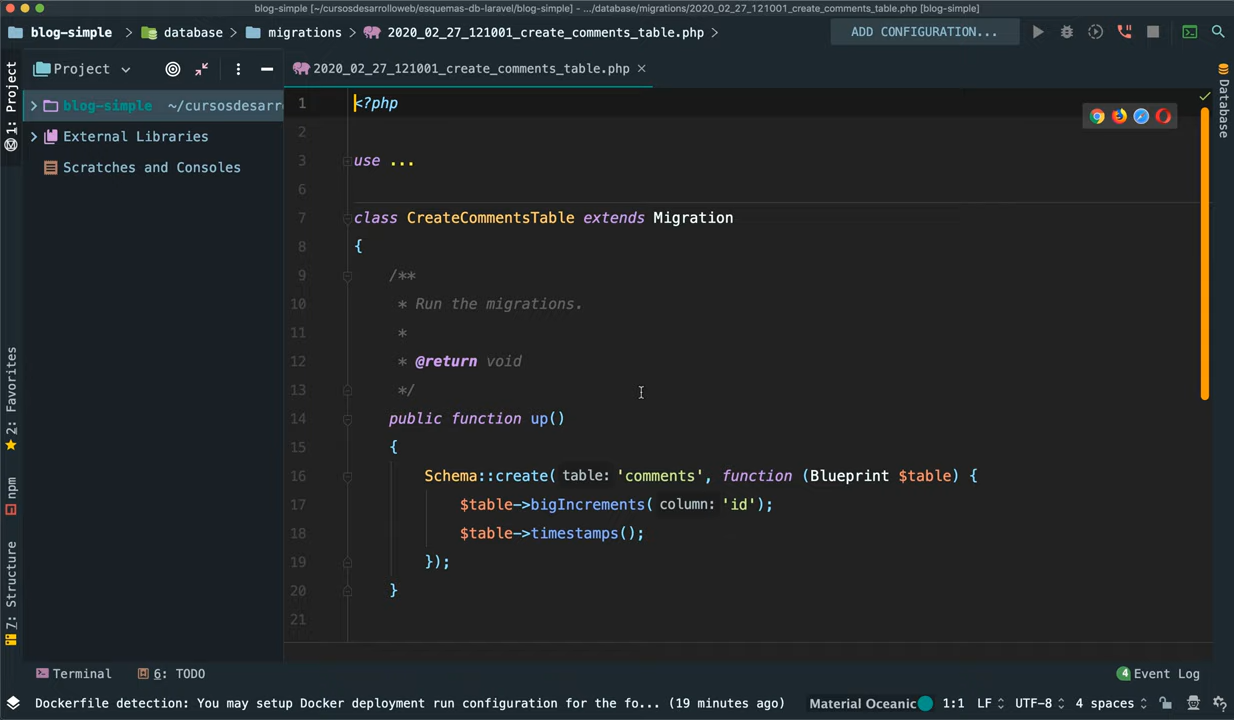 blog-simple [~/cursosdesarrolloweb/esquemas-db-laravel/blog-simple] - .../database/migrations/2020_02_27_121001_create_comments_table.php [blog-simple]
blog-simple database migrations 2020_02_27_121001_create_comments_table.php ADD CONFIGURATION...
Project 2020_02_27_121001_create_comments_table.php
1: Project
blog-simple ~/cursosdesarro
External Libraries
Scratches and Consoles
2: Favorites
npm
7: Structure
1 <?php
2
3 use ...
6
7 class CreateCommentsTable extends Migration
8 {
9 /**
10 * Run the migrations.
11 *
12 * @return void
13 */
14 public function up()
15 {
16 Schema::create( table: 'comments', function (Blueprint $table) {
17 $table->bigIncrements( column: 'id');
18 $table->timestamps();
19 });
20 }
21
Database
Terminal 6: TODO 4 Event Log
Dockerfile detection: You may setup Docker deployment run configuration for the fo... (19 minutes ago) Material Oceanic 1:1 LF UTF-8 4 spaces